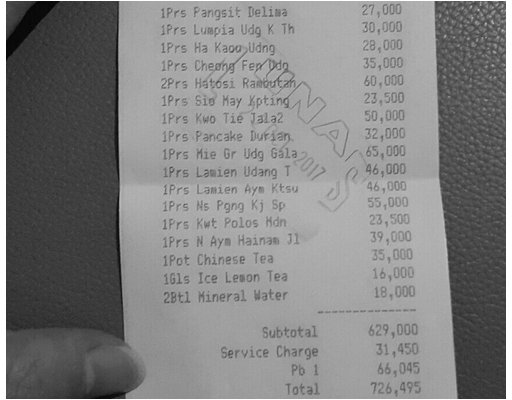 1Prs Pangsit Delima 27,000
1Prs Lumpia Udg K Th 30,000
1Prs Ha Kaou Udng 28,000
1Prs Cheong Fen Udg 35,000
2Prs Hatosi Rambutan 60,000
1Prs Sio May Kpting 23,500
1Prs Kwo Tie Jala2 50,000
1Prs Pancake Durian 32,000
1Prs Mie Gr Udg Gala 65,000
1Prs Lamien Udang T 46,000
1Prs Lamien Aym Ktsu 46,000
1Prs Ns Pgng Kj Sp 55,000
1Prs Kwt Polos Mdn 23,500
1Prs N Aym Hainam Jl 39,000
1Pot Chinese Tea 35,000
1Gls Ice Lemon Tea 16,000
2Btl Mineral Water 18,000
Subtotal 629,000
Service Charge 31,450
Pb 1 66,045
Total 726,495
LUNAS
2017